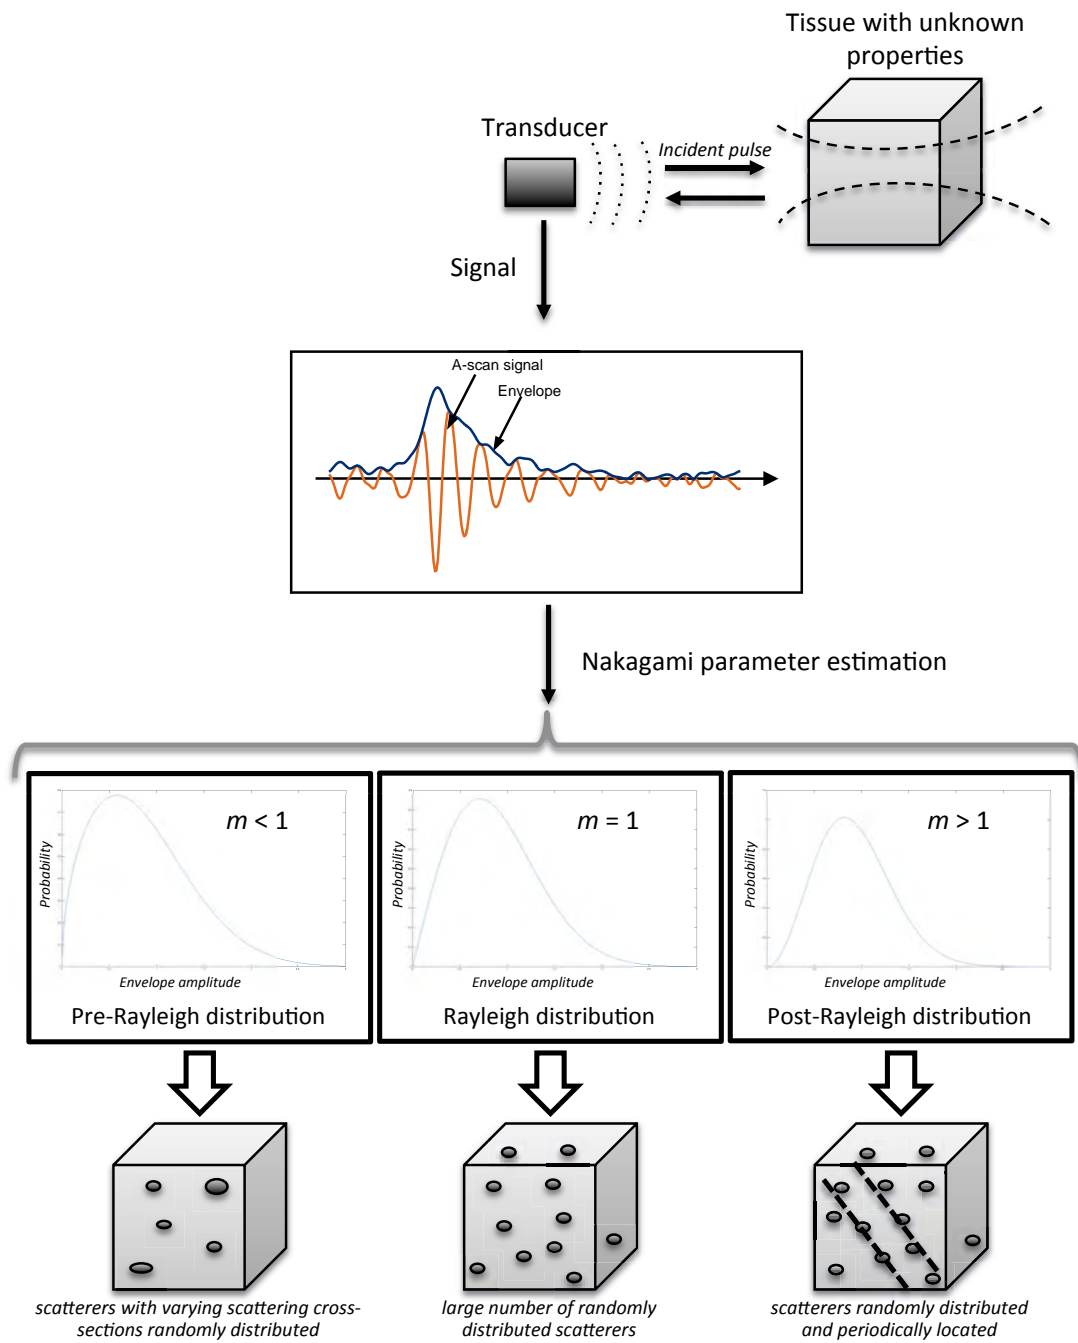 Tissue with unknown
properties
Transducer
Incident pulse
Signal
A-scan signal
Envelope
Nakagami parameter estimation
m < 1
Probability
Envelope amplitude
Pre-Rayleigh distribution
m = 1
Probability
Envelope amplitude
Rayleigh distribution
m > 1
Probability
Envelope amplitude
Post-Rayleigh distribution
scatterers with varying scattering cross-
sections randomly distributed
large number of randomly
distributed scatterers
scatterers randomly distributed
and periodically located